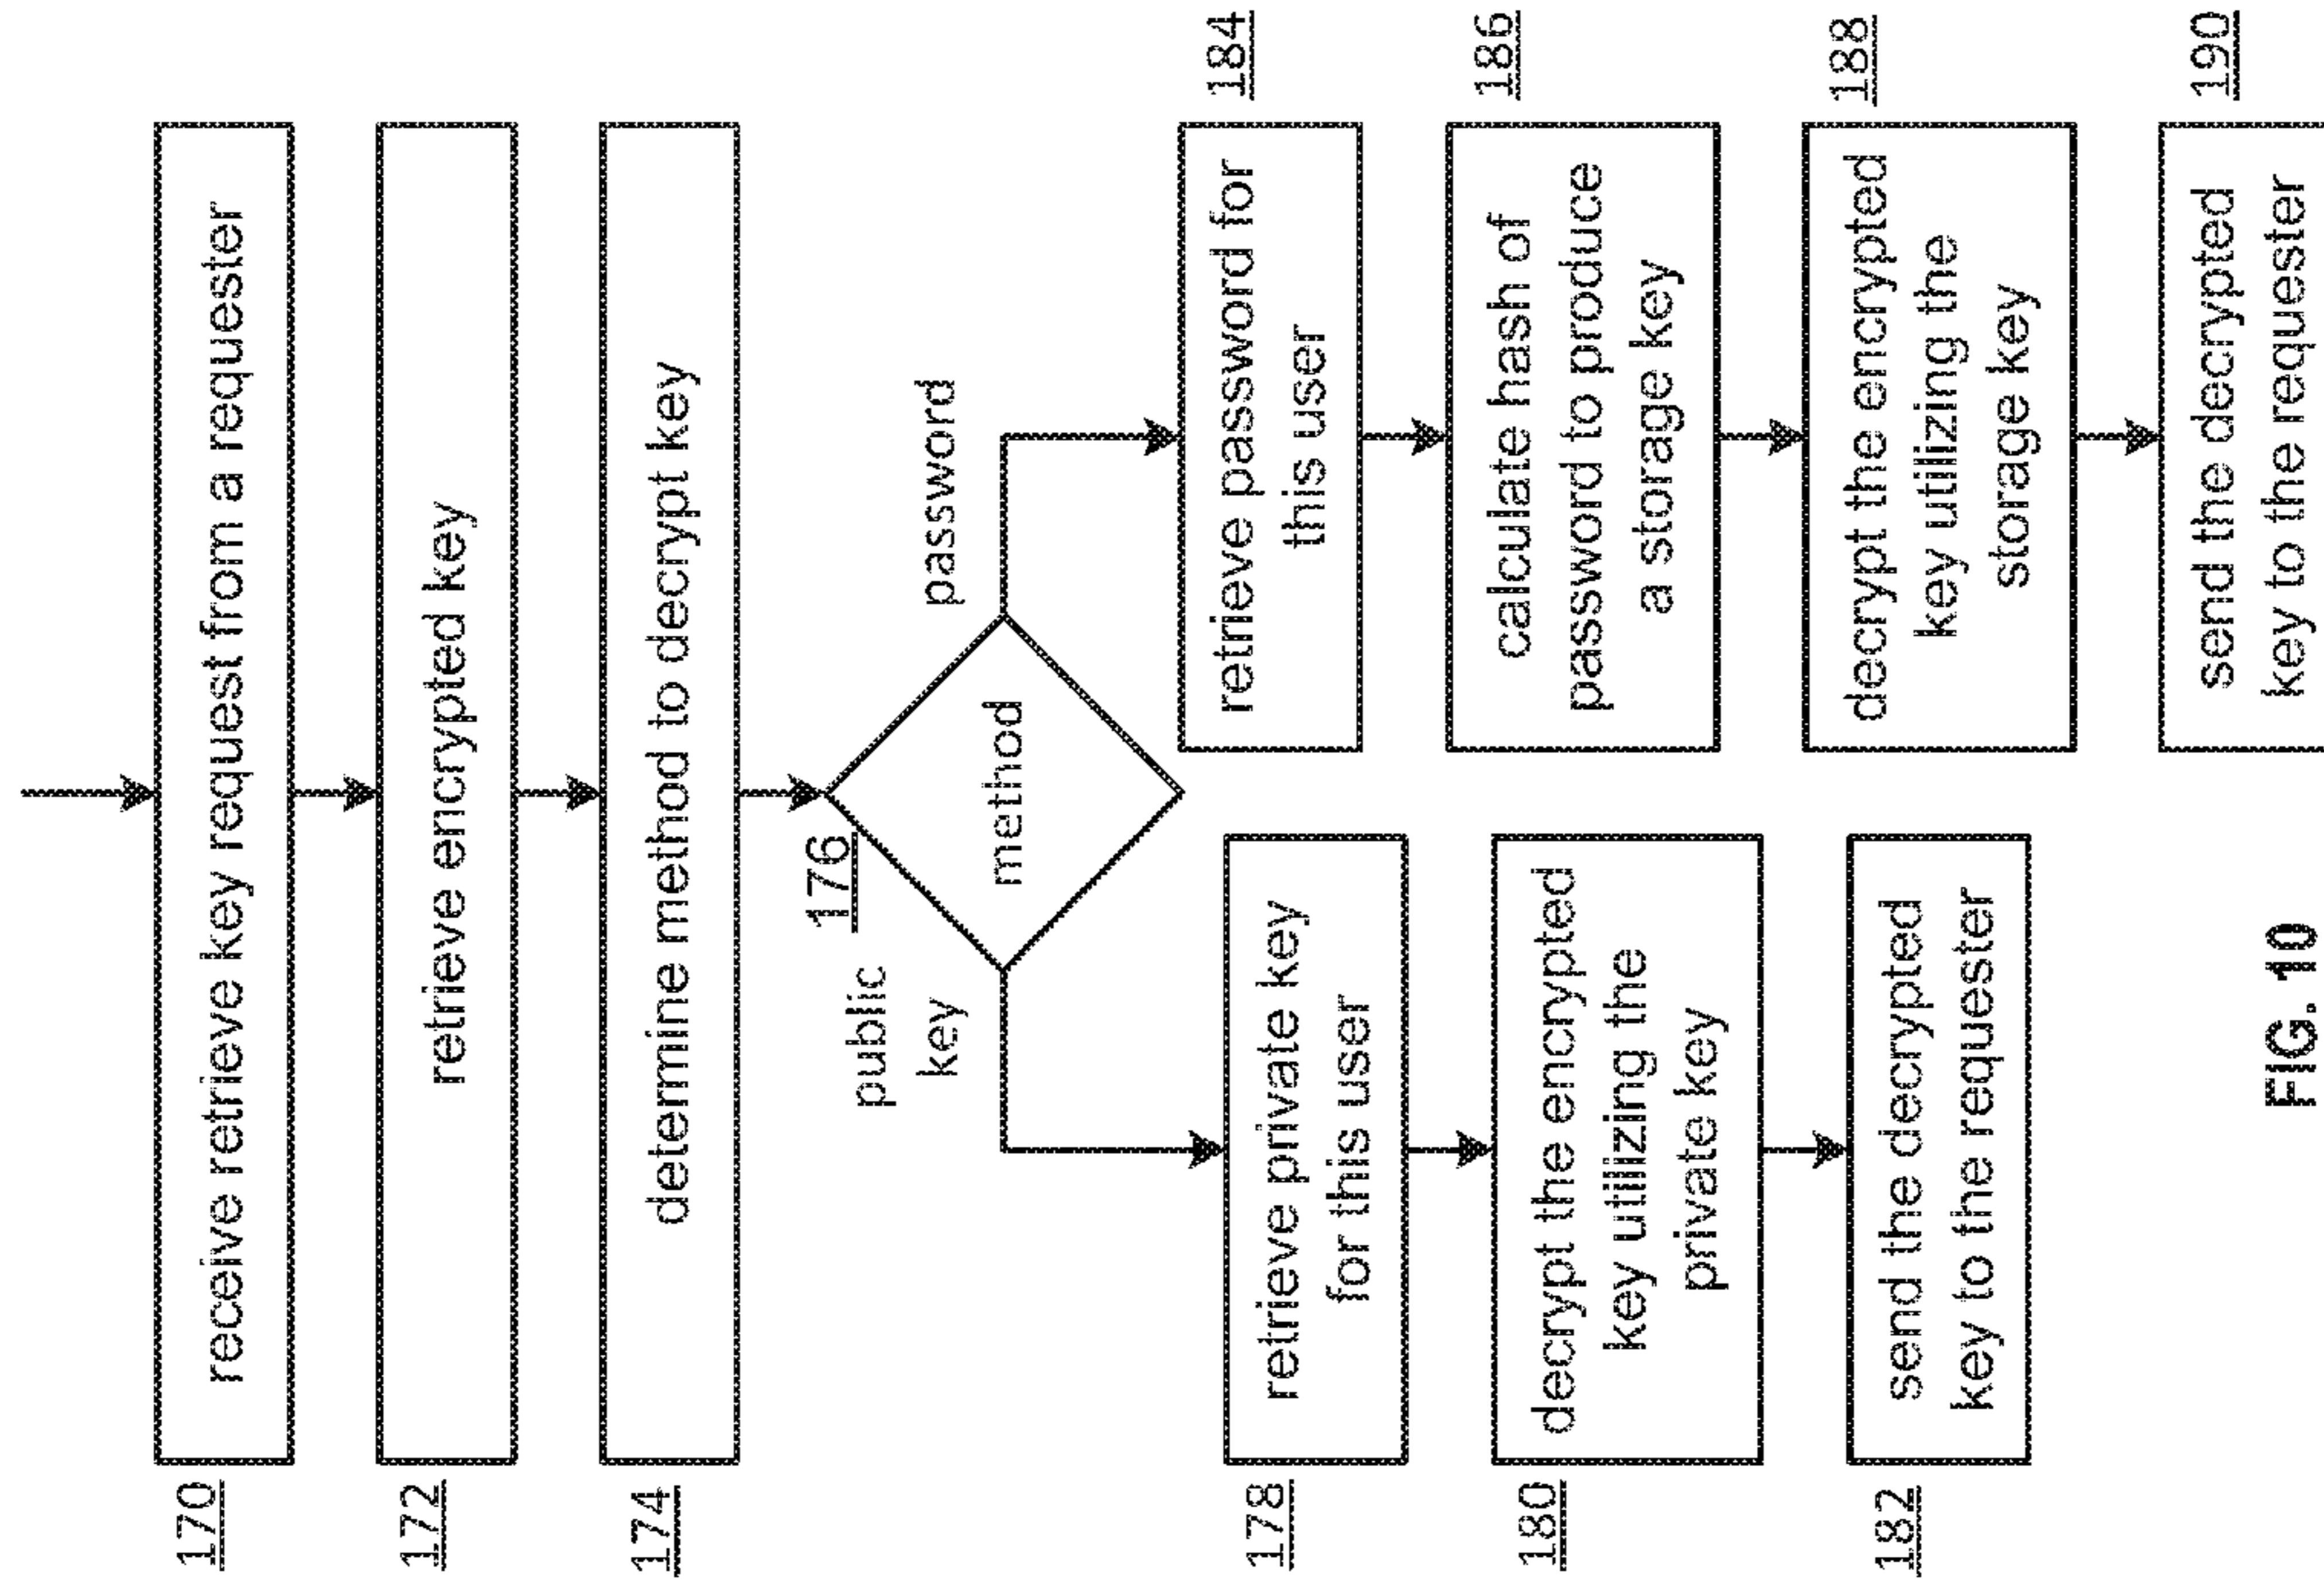 170
receive retrieve key request from a requester
172
retrieve encrypted key
174
determine method to decrypt key
176
method
public
key
password
178
retrieve private key
for this user
180
decrypt the encrypted
key utilizing the
private key
182
send the decrypted
key to the requester
184
retrieve password for
this user
186
calculate hash of
password to produce
a storage key
188
decrypt the encrypted
key utilizing the
storage key
190
send the decrypted
key to the requester
FIG. 10